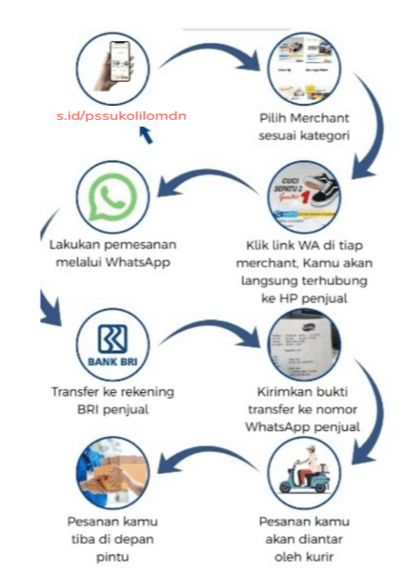 s.id/pssukolilomdn
Pilih Merchant
sesuai kategori
CUCI
SEPATU 2
Gratis 1
Klik link WA di tiap
merchant, Kamu akan
langsung terhubung
ke HP penjual
Lakukan pemesanan
melalui WhatsApp
BANK BRI
Transfer ke rekening
BRI penjual
Kirimkan bukti
transfer ke nomor
WhatsApp penjual
Pesanan kamu
akan diantar
oleh kurir
Pesanan kamu
tiba di depan
pintu